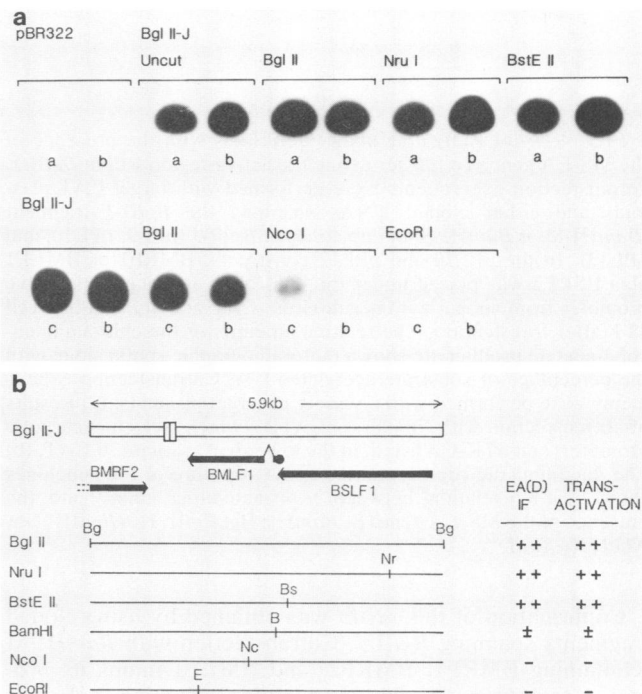 a
pBR322 Bgl II-J
Uncut Bgl II Nru I BstE II
a b a b a b a b a b
Bgl II-J
Bgl II Nco I EcoR I
c b c b c b c b
b
5.9kb
Bgl II-J
BMRF2 BMLF1
BSLF1
EA(D) TRANS-
IF ACTIVATION
Bg Bg
Bgl II ++ ++
Nr
Nru I ++ ++
Bs
BstE II ++ ++
B
BamHI ± ±
Nc
Nco I
E
EcoRI – –